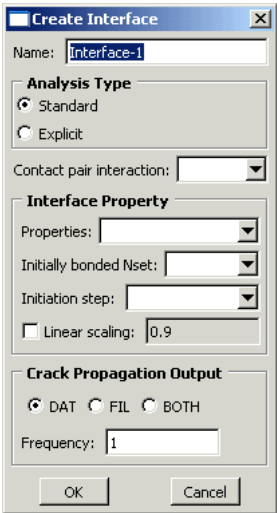 Create Interface
Name: Interface-1
Analysis Type
Standard
Explicit
Contact pair interaction:
Interface Property
Properties:
Initially bonded Nset:
Initiation step:
Linear scaling: 0.9
Crack Propagation Output
DAT FIL BOTH
Frequency: 1
OK Cancel